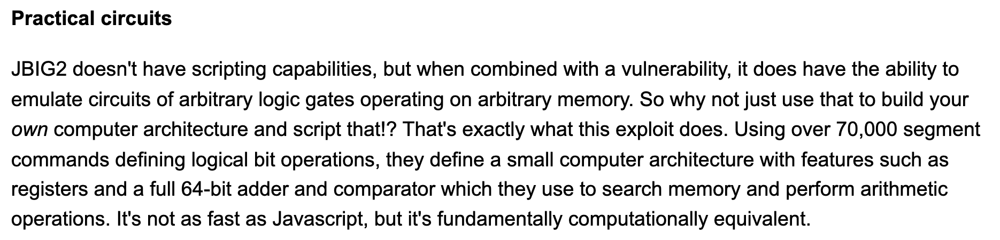 Practical circuits
JBIG2 doesn't have scripting capabilities, but when combined with a vulnerability, it does have the ability to
emulate circuits of arbitrary logic gates operating on arbitrary memory. So why not just use that to build your
own computer architecture and script that!? That's exactly what this exploit does. Using over 70,000 segment
commands defining logical bit operations, they define a small computer architecture with features such as
registers and a full 64-bit adder and comparator which they use to search memory and perform arithmetic
operations. It's not as fast as Javascript, but it's fundamentally computationally equivalent.